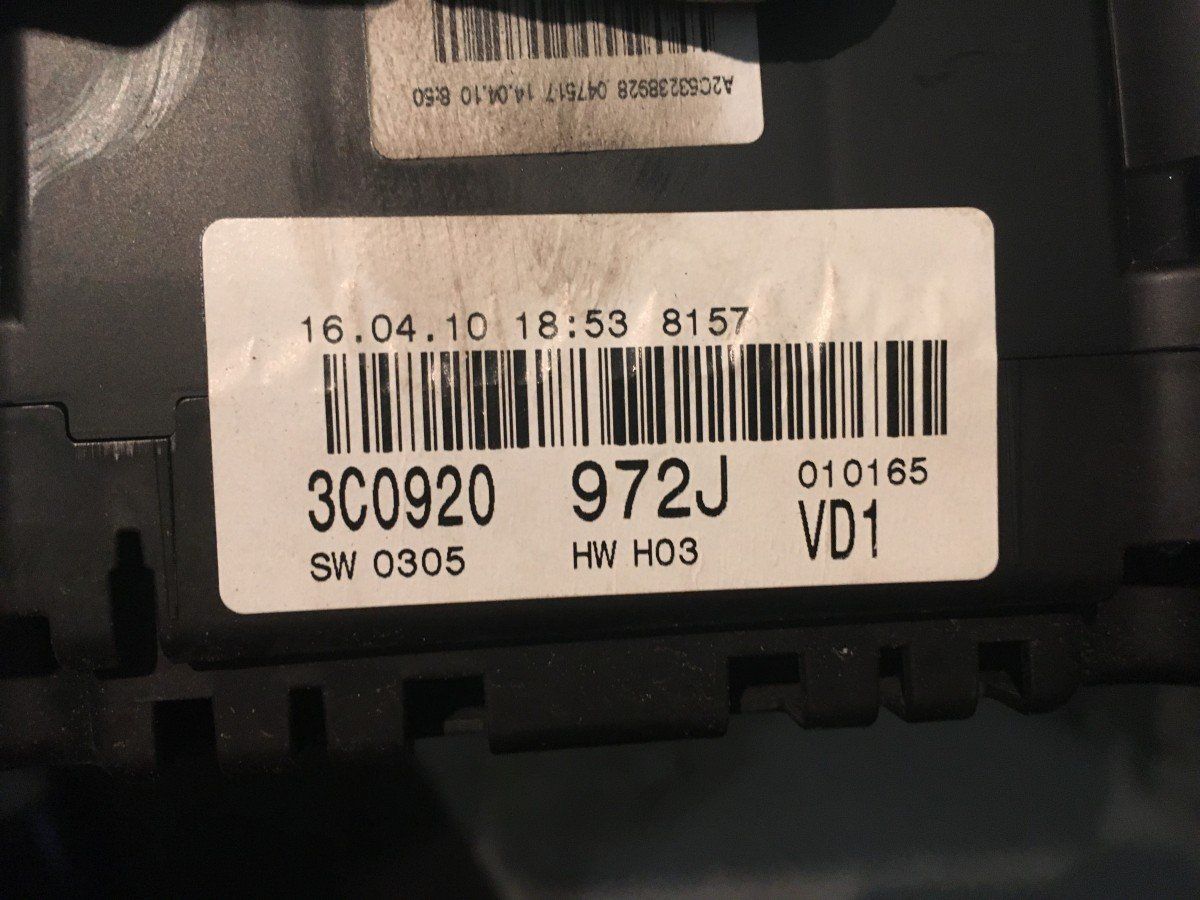 A2C53238928 047517 14.04.10 8:50
16.04.10 18:53 8157
3C0920 972J 010165
SW 0305 HW H03 VD1